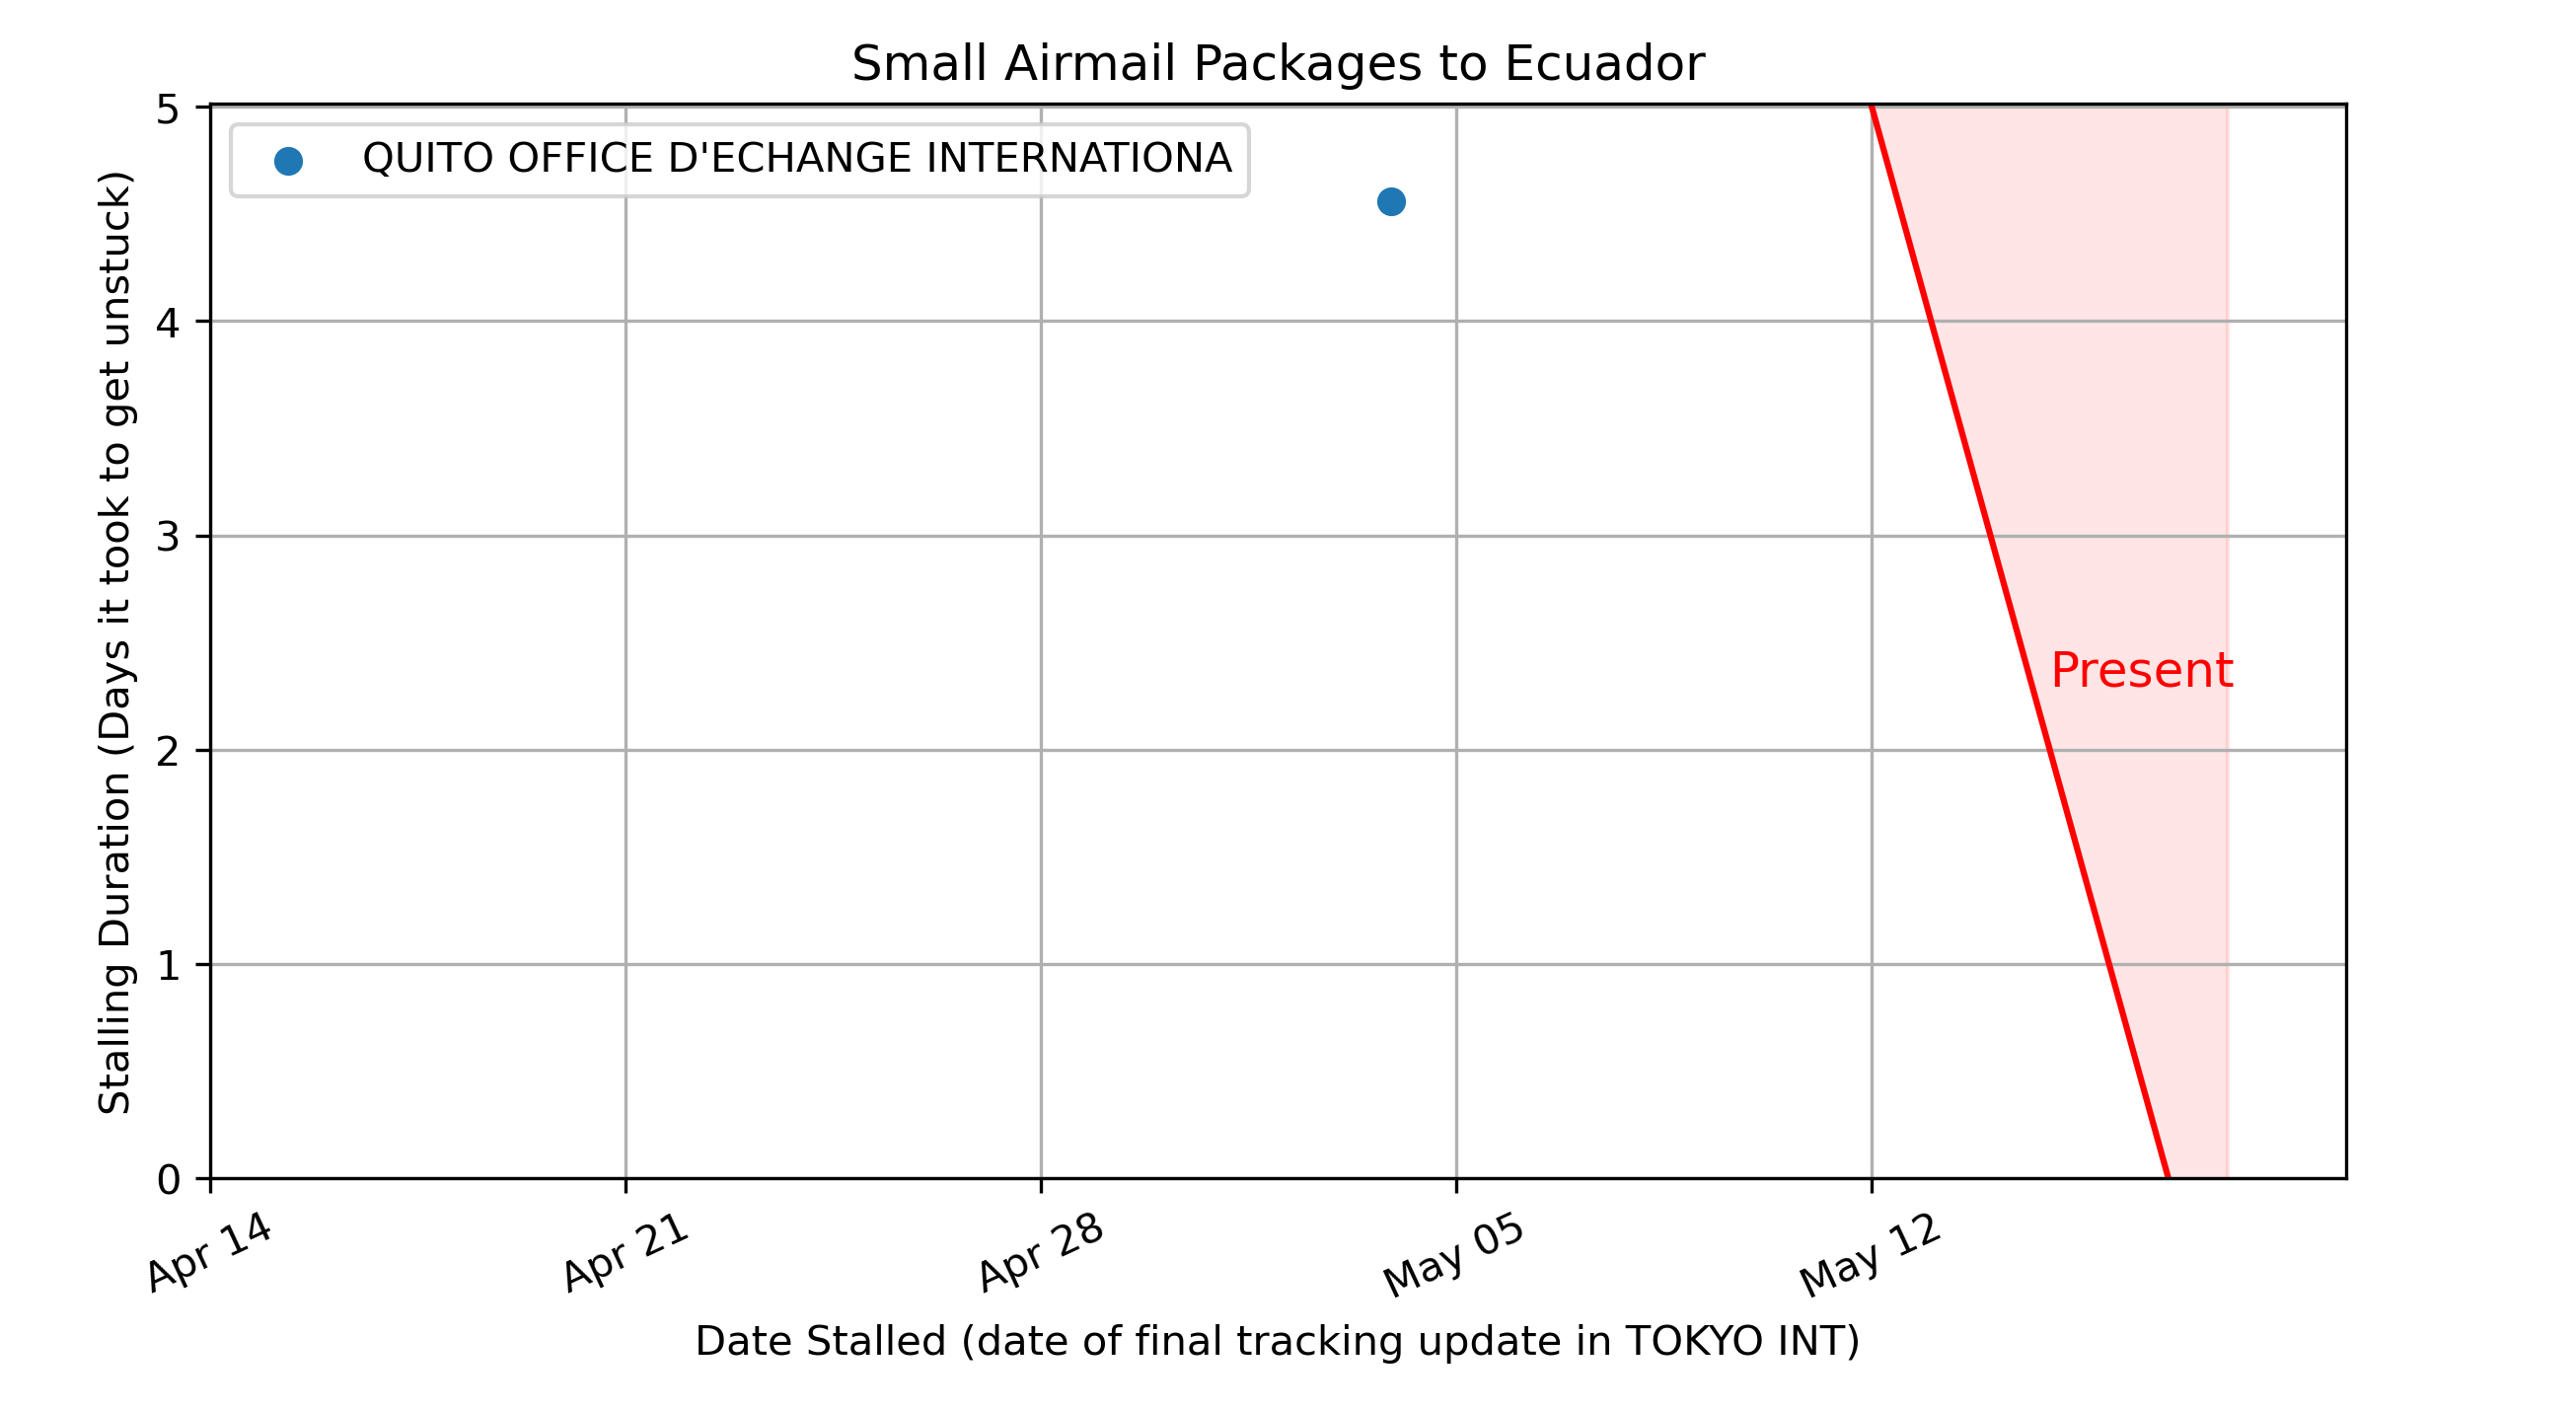 Small Airmail Packages to Ecuador
QUITO OFFICE D'ECHANGE INTERNATIONA
Stalling Duration (Days it took to get unstuck)
5
4
3
2
1
0
Present
Apr 14
Apr 21
Apr 28
May 05
May 12
Date Stalled (date of final tracking update in TOKYO INT)